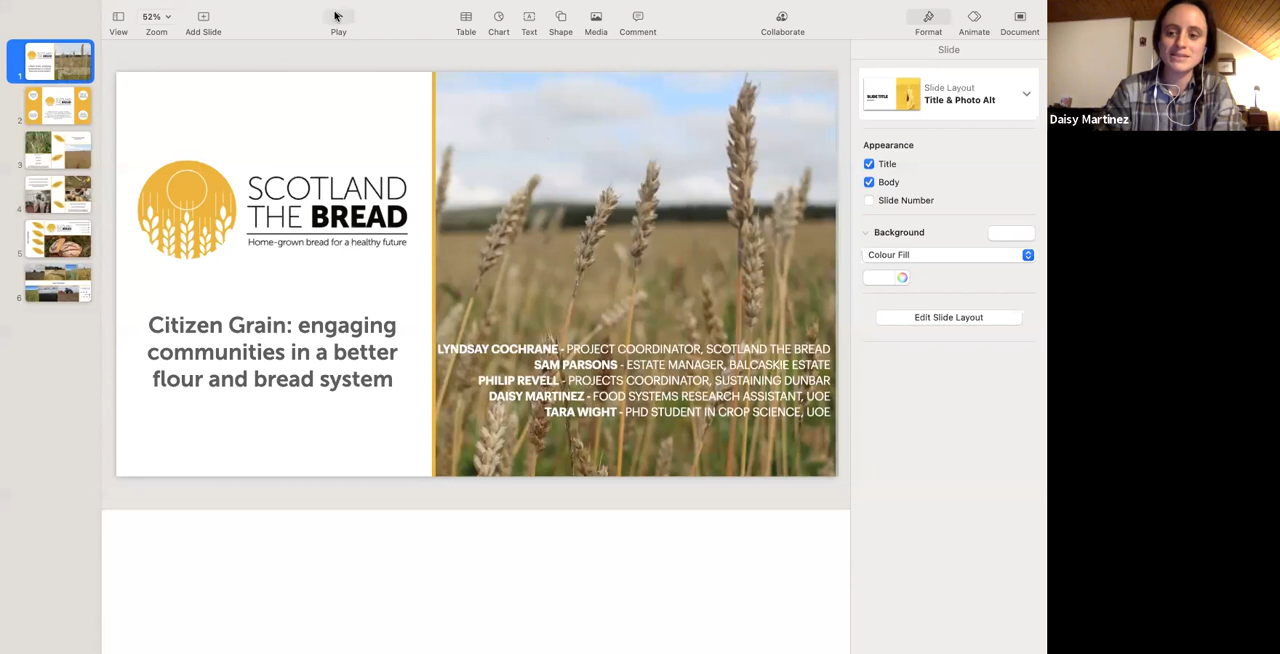 52%
View
Zoom
Add Slide
Play
Table
Chart
Text
Shape
Media
Comment
Collaborate
Format
Animate
Document
Slide
Slide Layout
Title & Photo Alt
SLIDE TITLE
Appearance
Title
Body
Slide Number
Background
Colour Fill
Edit Slide Layout
1
2
3
4
5
6
SCOTLAND
THE BREAD
Home-grown bread for a healthy future
Citizen Grain: engaging
communities in a better
flour and bread system
LYNDSAY COCHRANE - PROJECT COORDINATOR, SCOTLAND THE BREAD
SAM PARSONS - ESTATE MANAGER, BALCASKIE ESTATE
PHILIP REVELL - PROJECTS COORDINATOR, SUSTAINING DUNBAR
DAISY MARTINEZ - FOOD SYSTEMS RESEARCH ASSISTANT, UOE
TARA WIGHT - PHD STUDENT IN CROP SCIENCE, UOE
Daisy Martinez